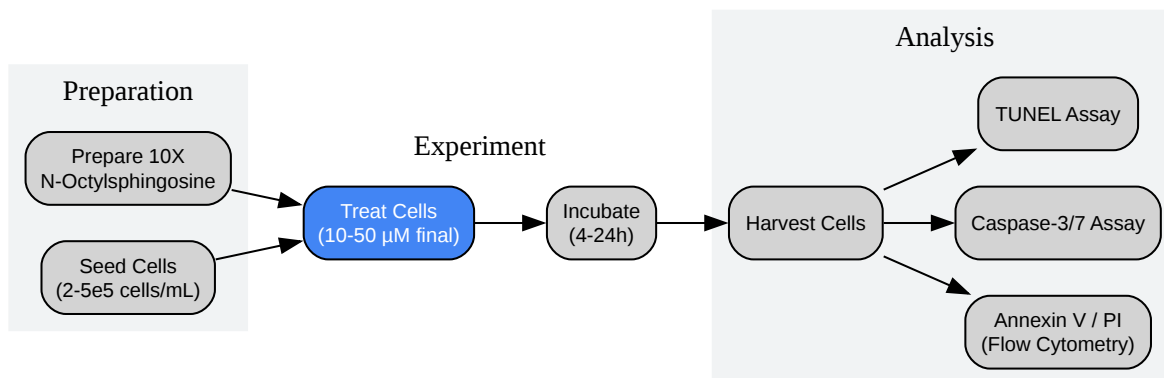 Preparation
Prepare 10X
N-Octylsphingosine
Seed Cells
(2-5e5 cells/mL)
Experiment
Treat Cells
(10-50 µM final)
Incubate
(4-24h)
Analysis
Harvest Cells
TUNEL Assay
Caspase-3/7 Assay
Annexin V / PI
(Flow Cytometry)